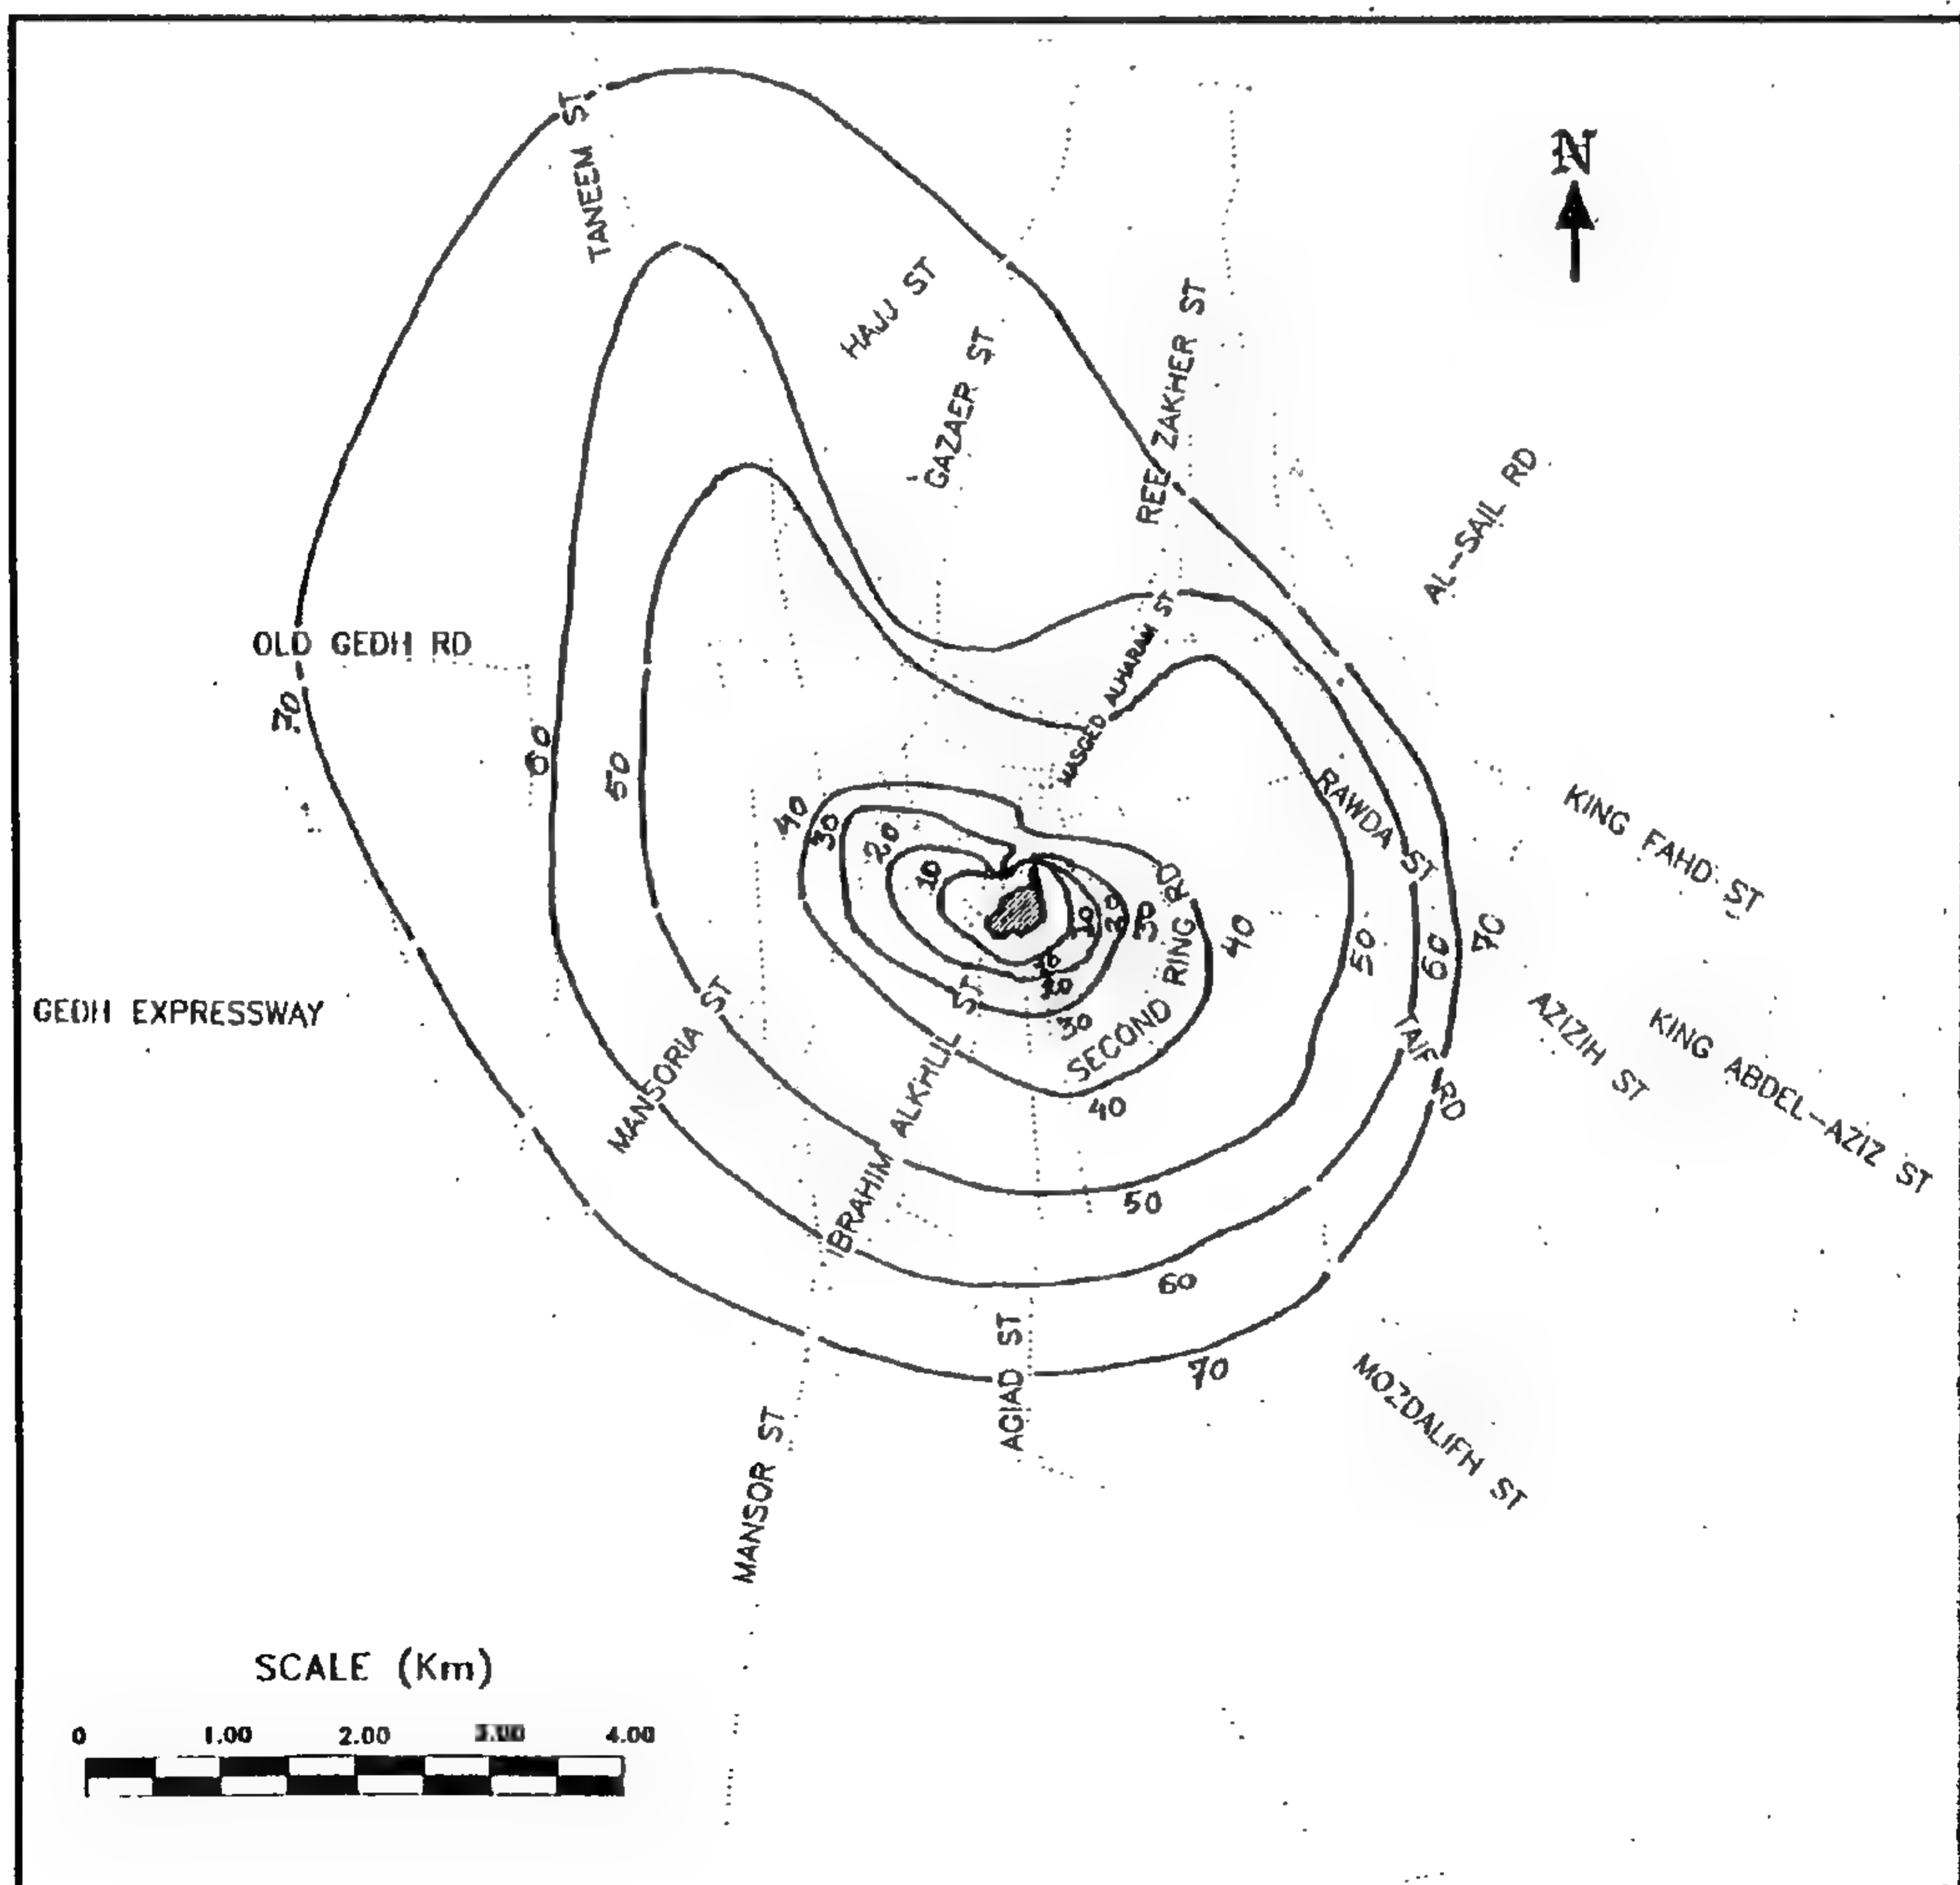 N
TANEEM ST
HAJJ ST
GAZAER ST
REE ZAKHER ST
AL-SAIL RD
OLD GEDH RD
MASGED ALHARAM ST
70
60
50
40
30
20
10
RAWDA ST
KING FAHD ST
10
20
30
SECOND RING RD
40
50
60
70
GEDH EXPRESSWAY
MANSORIA ST
IBRAHIM ALKHLIL ST
10
20
30
40
50
60
70
TAIF RD
AZIZIH ST
KING ABDEL-AZIZ ST
AGIAD ST
MANSOR ST
MOZDALIFH ST
SCALE (Km)
0 1.00 2.00 3.00 4.00